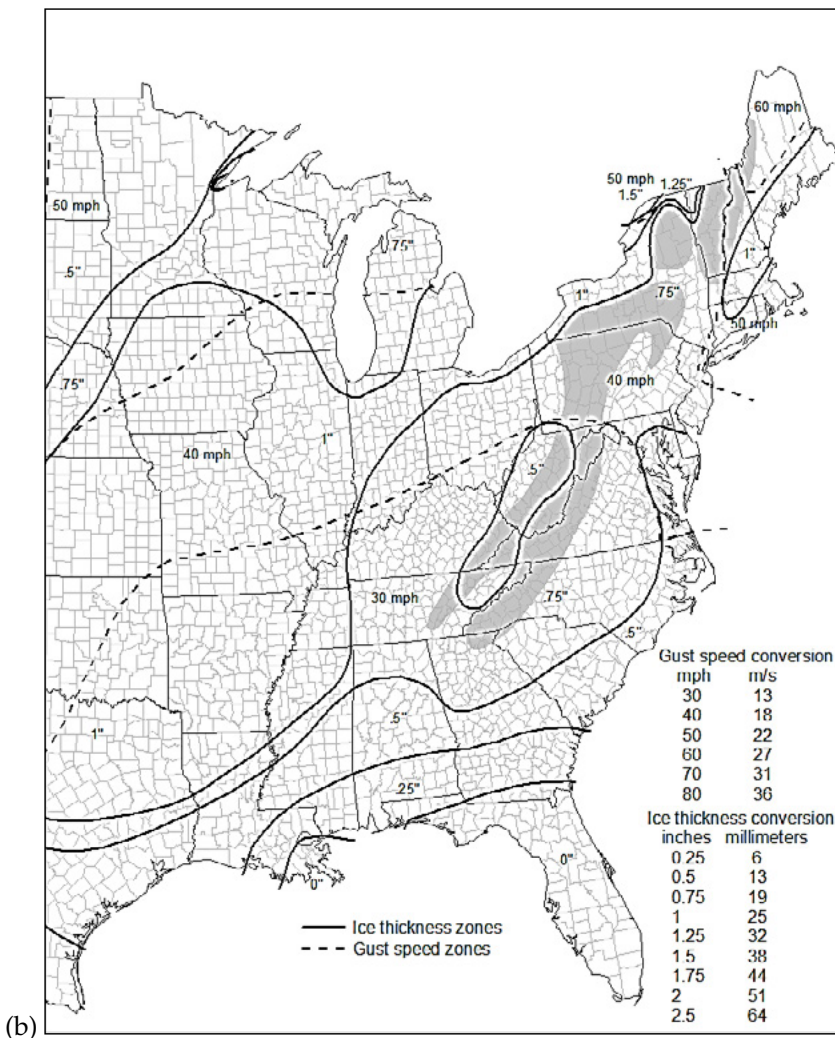 60 mph
50 mph
1.25"
1.5"
50 mph
.75"
.5"
1"
1"
.75"
50 mph
.75"
40 mph
1"
40 mph
.5"
30 mph
.75"
.5"
Gust speed conversion
mph m/s
30 13
40 18
50 22
60 27
70 31
80 36
1"
.5"
.25"
Ice thickness conversion
inches millimeters
0.25 6
0.5 13
0.75 19
1 25
1.25 32
1.5 38
1.75 44
2 51
2.5 64
0"
0"
Ice thickness zones
Gust speed zones
(b)